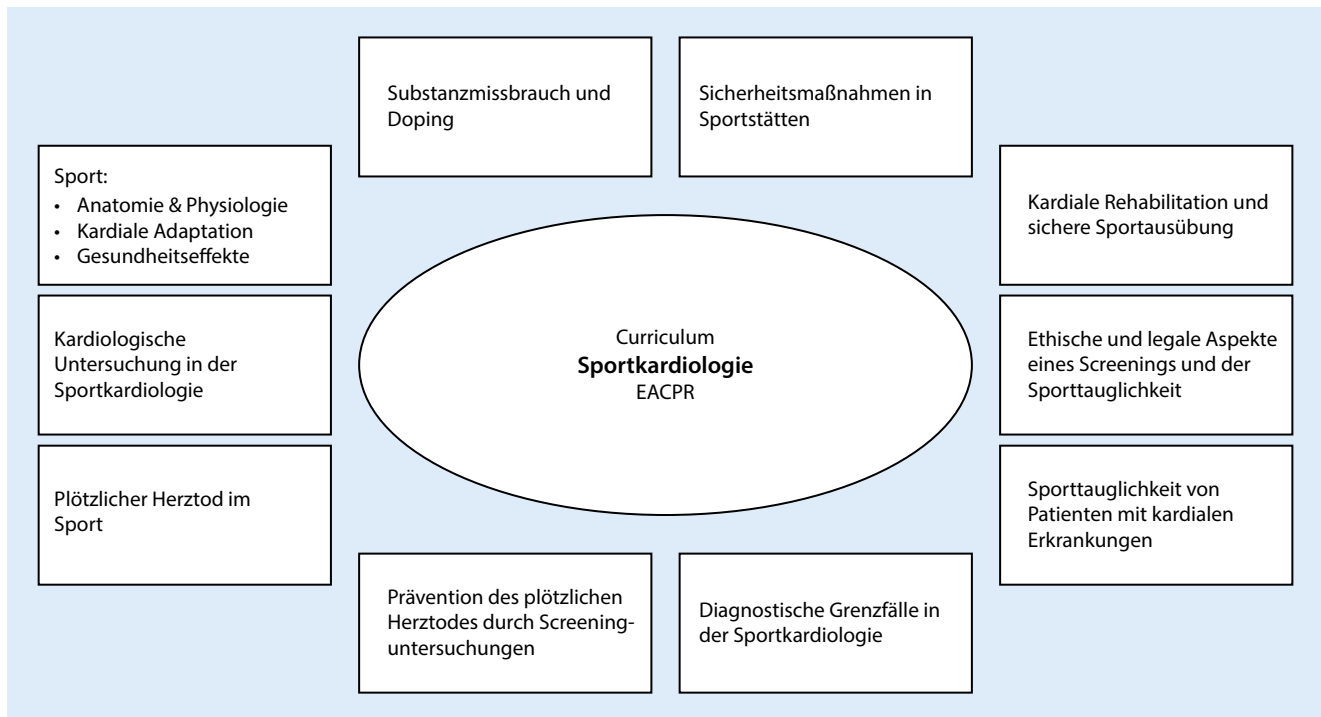 Substanzmissbrauch und
Doping
Sicherheitsmaßnahmen in
Sportstätten
Sport:
• Anatomie & Physiologie
• Kardiale Adaptation
• Gesundheitseffekte
Kardiale Rehabilitation und
sichere Sportausübung
Kardiologische
Untersuchung in der
Sportkardiologie
Curriculum
Sportkardiologie
EACPR
Ethische und legale Aspekte
eines Screenings und der
Sporttauglichkeit
Plötzlicher Herztod im
Sport
Sporttauglichkeit von
Patienten mit kardialen
Erkrankungen
Prävention des plötzlichen
Herztodes durch Screening-
untersuchungen
Diagnostische Grenzfälle in
der Sportkardiologie